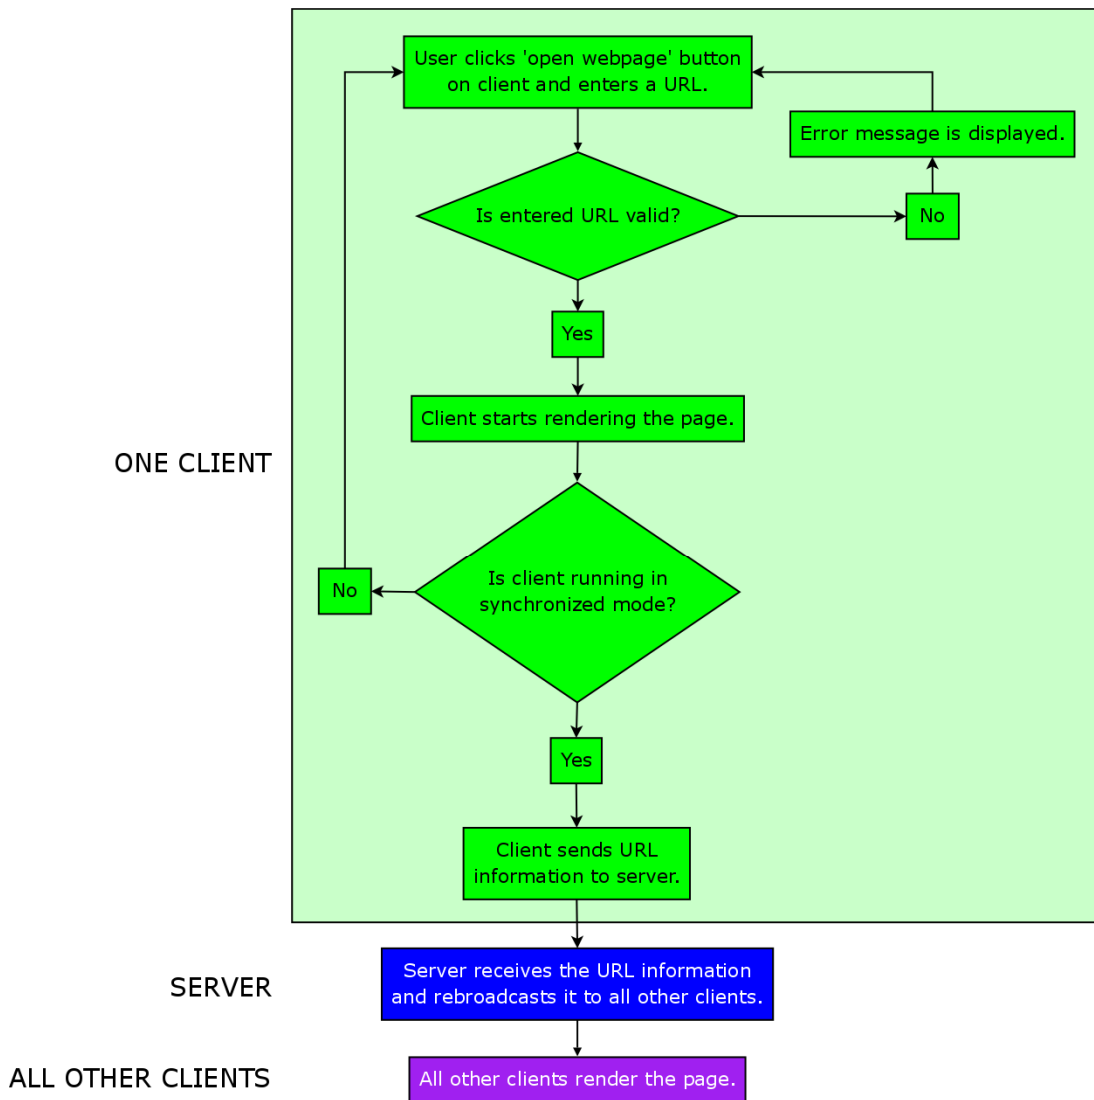 User clicks 'open webpage' button
on client and enters a URL.
Error message is displayed.
Is entered URL valid?
No
Yes
Client starts rendering the page.
ONE CLIENT
Is client running in
synchronized mode?
No
Yes
Client sends URL
information to server.
SERVER
Server receives the URL information
and rebroadcasts it to all other clients.
ALL OTHER CLIENTS
All other clients render the page.